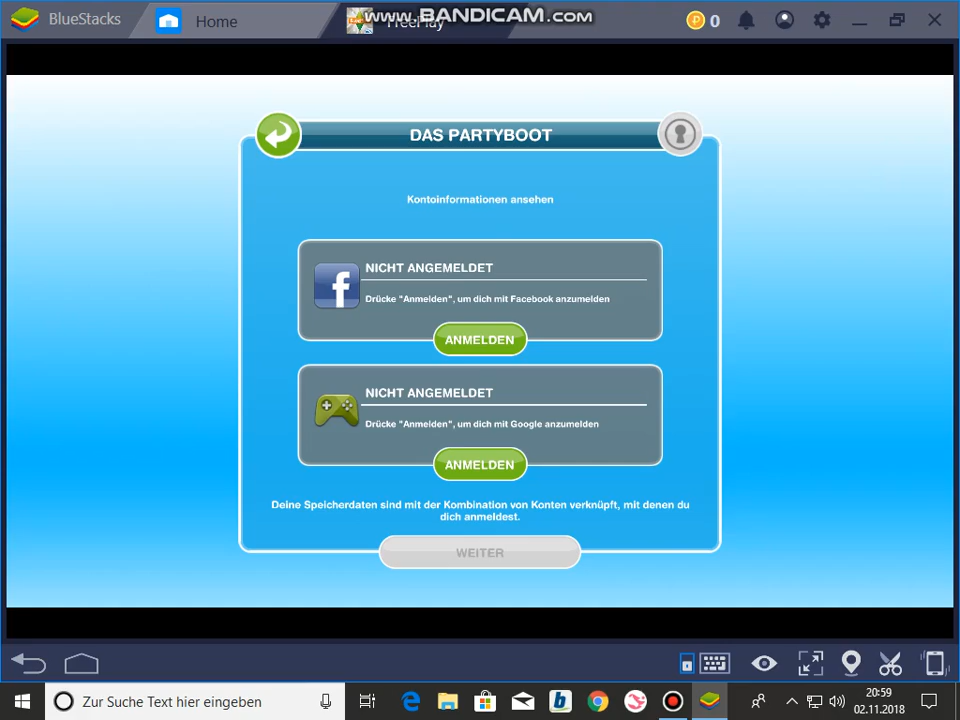 BlueStacks
Home
FreePlay
www.BANDICAM.com
0
DAS PARTYBOOT
Kontoinformationen ansehen
NICHT ANGEMELDET
Drücke "Anmelden", um dich mit Facebook anzumelden
ANMELDEN
NICHT ANGEMELDET
Drücke "Anmelden", um dich mit Google anzumelden
ANMELDEN
Deine Speicherdaten sind mit der Kombination von Konten verknüpft, mit denen du
dich anmeldest.
WEITER
Zur Suche Text hier eingeben
20:59
02.11.2018